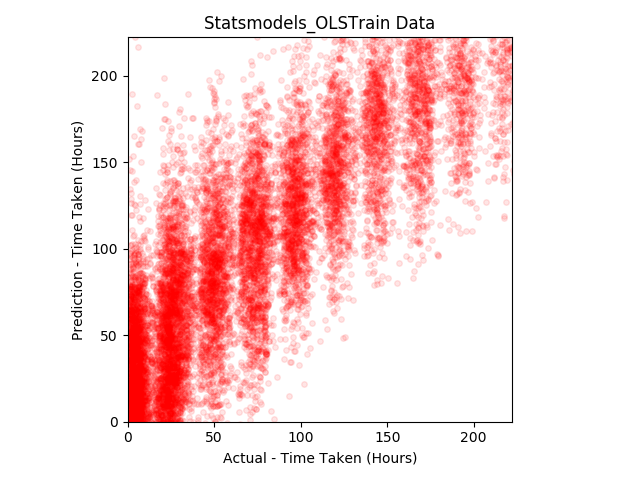 Statsmodels_OLSTrain Data
Prediction - Time Taken (Hours)
200
150
100
50
0
0 50 100 150 200
Actual - Time Taken (Hours)